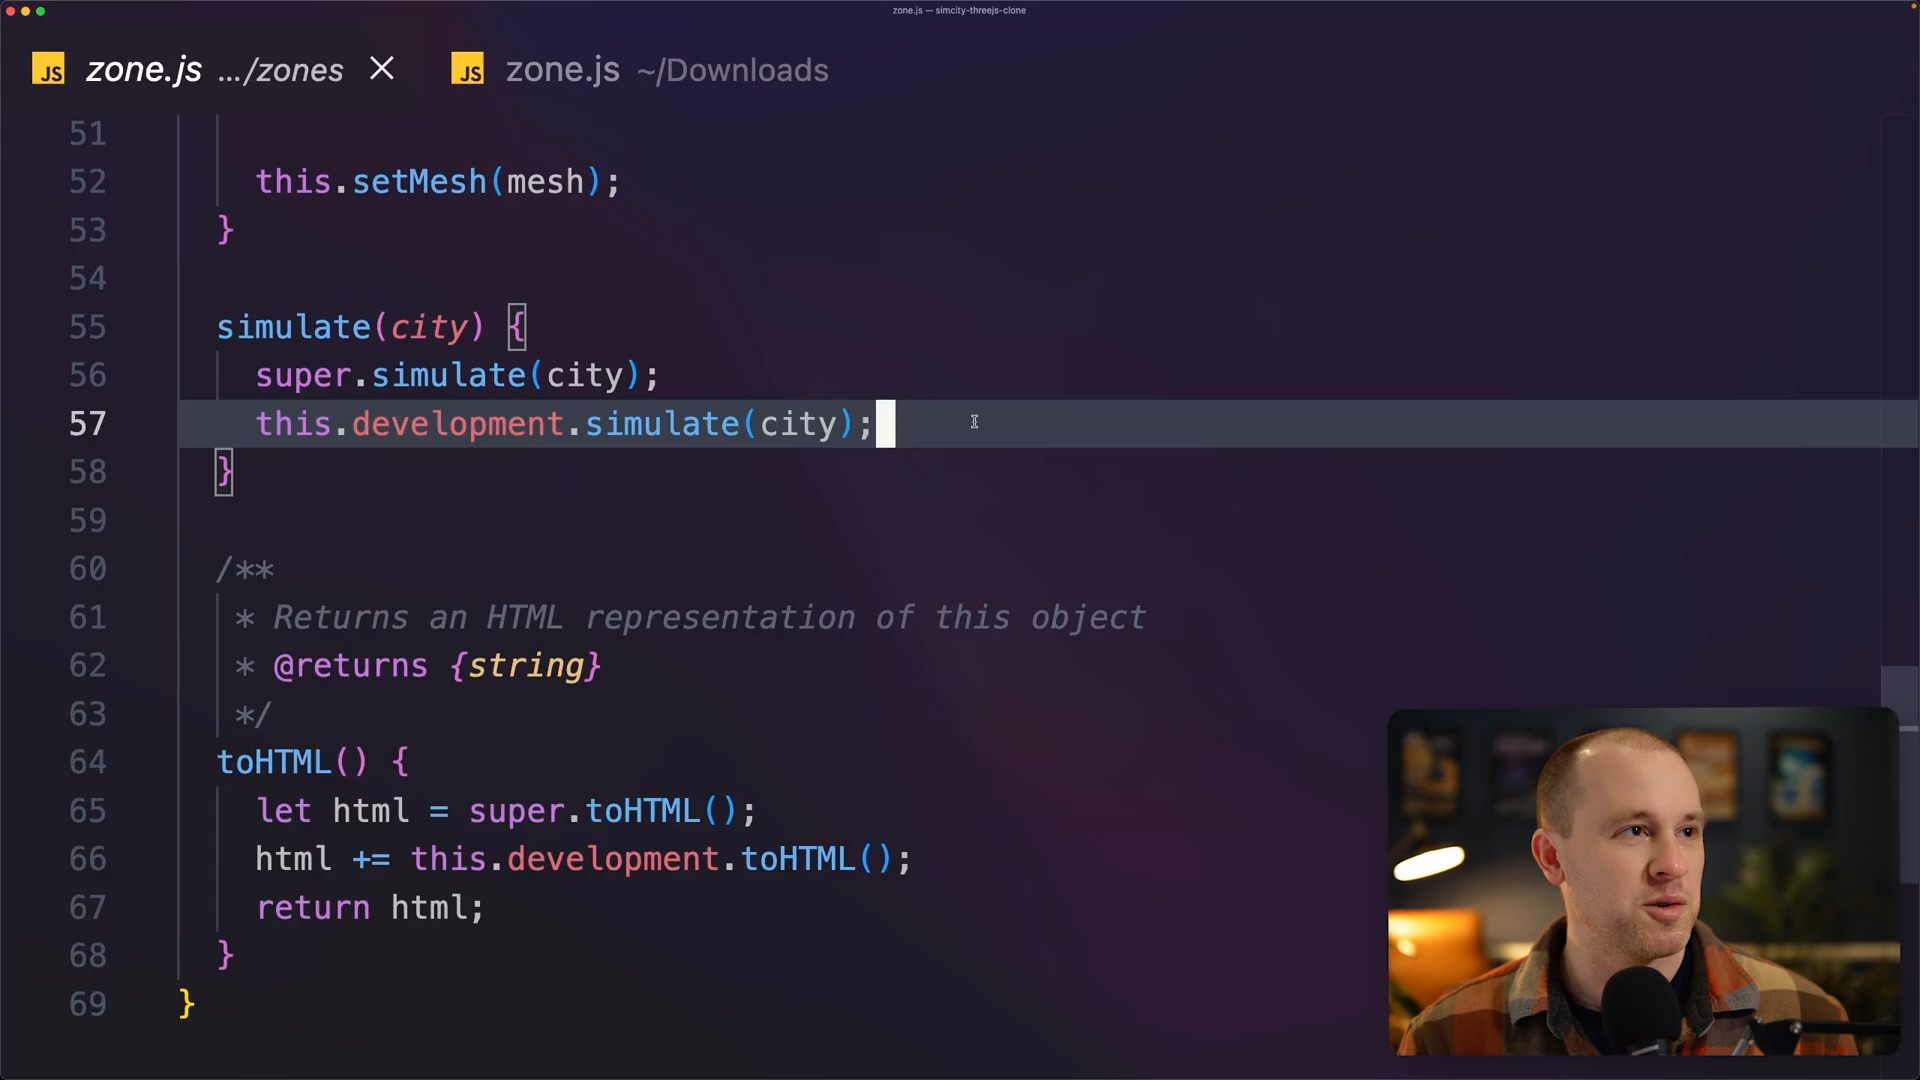 zone.js — simcity-threejs-clone
JS zone.js .../zones JS zone.js ~/Downloads
51
52 this.setMesh(mesh);
53 }
54
55 simulate(city) {
56 super.simulate(city);
57 this.development.simulate(city);
58 }
59
60 /**
61 * Returns an HTML representation of this object
62 * @returns {string}
63 */
64 toHTML() {
65 let html = super.toHTML();
66 html += this.development.toHTML();
67 return html;
68 }
69 }